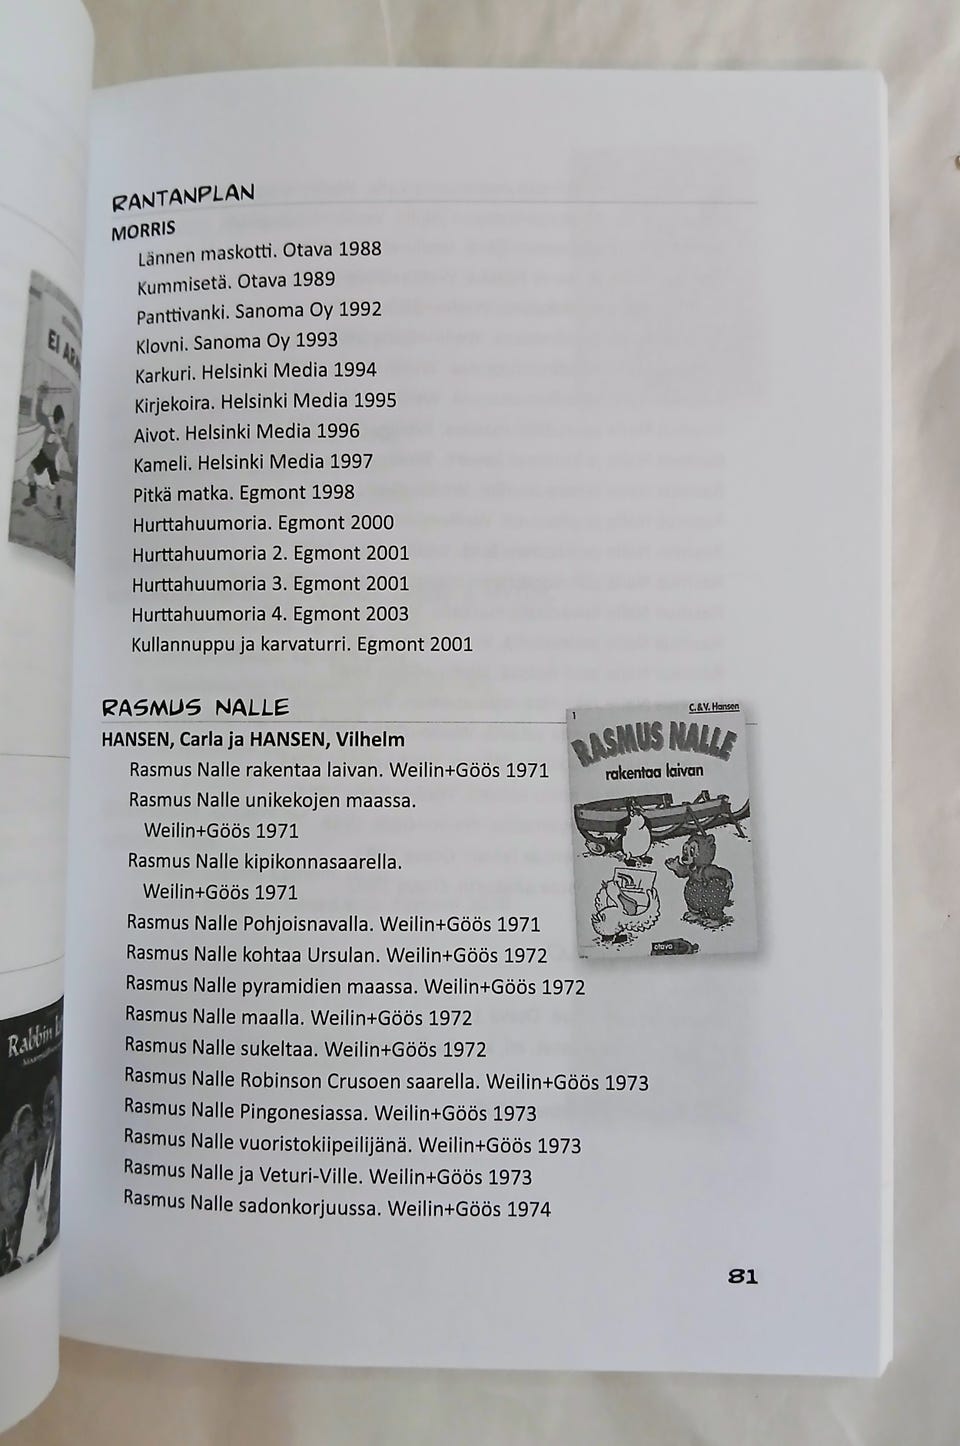 RANTANPLAN
MORRIS
Lännen maskotti. Otava 1988
Kummisetä. Otava 1989
Panttivanki. Sanoma Oy 1992
Klovni. Sanoma Oy 1993
Karkuri. Helsinki Media 1994
Kirjekoira. Helsinki Media 1995
Aivot. Helsinki Media 1996
Kameli. Helsinki Media 1997
Pitkä matka. Egmont 1998
Hurttahuumoria. Egmont 2000
Hurttahuumoria 2. Egmont 2001
Hurttahuumoria 3. Egmont 2001
Hurttahuumoria 4. Egmont 2003
Kullannuppu ja karvaturri. Egmont 2001
RASMUS NALLE
HANSEN, Carla ja HANSEN, Vilhelm
Rasmus Nalle rakentaa laivan. Weilin+Göös 1971
Rasmus Nalle unikekojen maassa.
Weilin+Göös 1971
Rasmus Nalle kipikonnasaarella.
Weilin+Göös 1971
Rasmus Nalle Pohjoisnavalla. Weilin+Göös 1971
Rasmus Nalle kohtaa Ursulan. Weilin+Göös 1972
Rasmus Nalle pyramidien maassa. Weilin+Göös 1972
Rasmus Nalle maalla. Weilin+Göös 1972
Rasmus Nalle sukeltaa. Weilin+Göös 1972
Rasmus Nalle Robinson Crusoen saarella. Weilin+Göös 1973
Rasmus Nalle Pingonesiassa. Weilin+Göös 1973
Rasmus Nalle vuoristokiipeilijänä. Weilin+Göös 1973
Rasmus Nalle ja Veturi-Ville. Weilin+Göös 1973
Rasmus Nalle sadonkorjuussa. Weilin+Göös 1974
1
C.&V. Hansen
RASMUS NALLE
rakentaa laivan
otava
81
EI
Rabbin